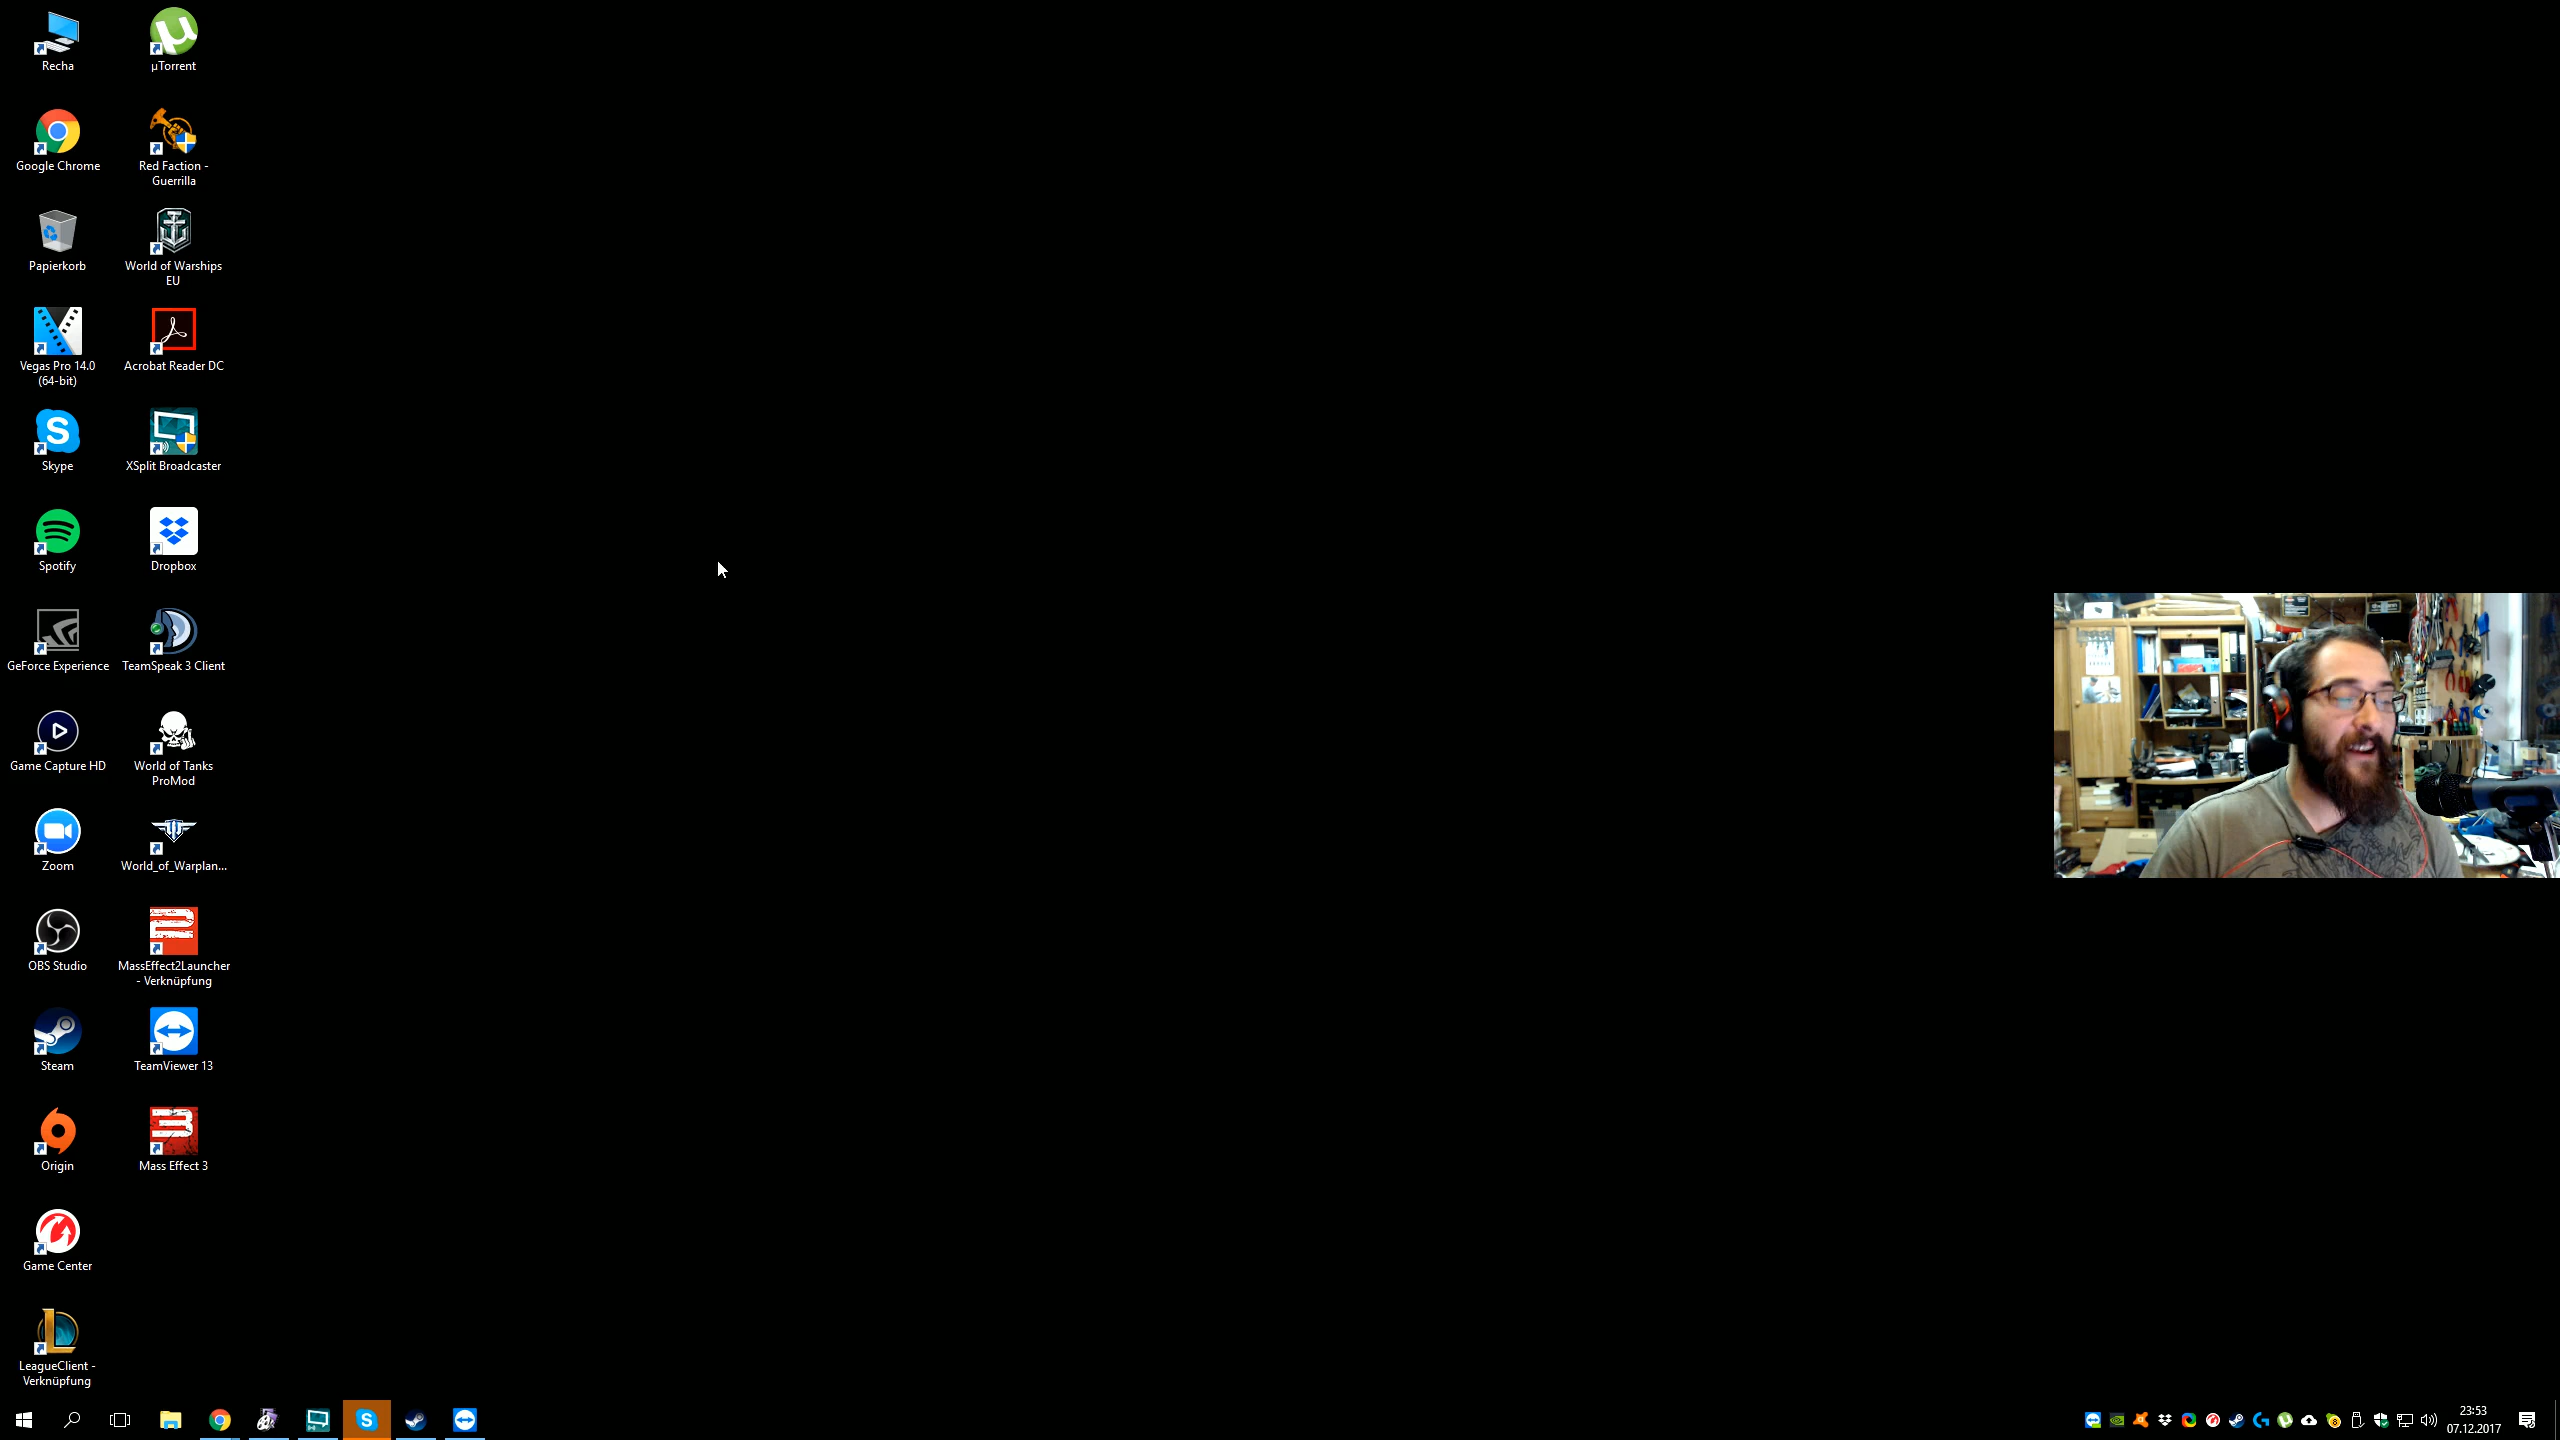 Recha
µTorrent
Google Chrome
Red Faction -
Guerrilla
Papierkorb
World of Warships
EU
Vegas Pro 14.0
(64-bit)
Acrobat Reader DC
Skype
XSplit Broadcaster
Spotify
Dropbox
GeForce Experience
TeamSpeak 3 Client
Game Capture HD
World of Tanks
ProMod
Zoom
World_of_Warplan...
OBS Studio
MassEffect2Launcher
- Verknüpfung
Steam
TeamViewer 13
Origin
Mass Effect 3
Game Center
LeagueClient -
Verknüpfung
23:53
07.12.2017